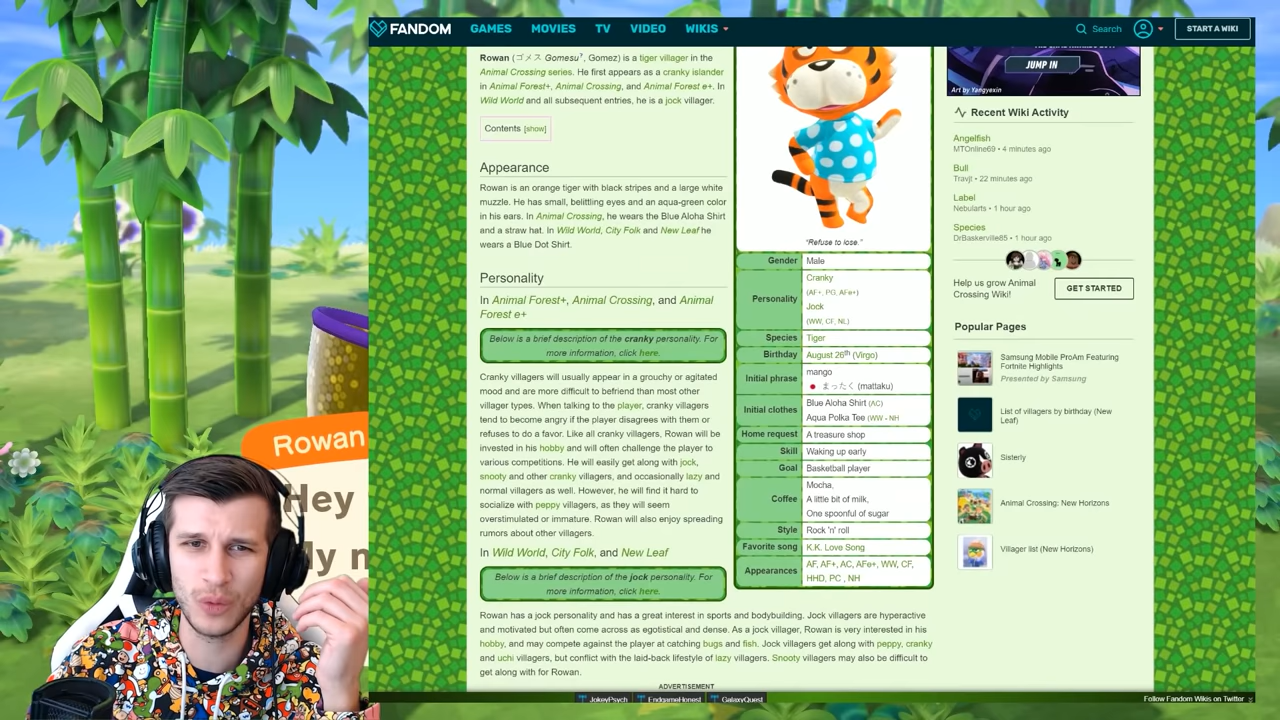 FANDOM
GAMES
MOVIES
TV
VIDEO
WIKIS
Search
START A WIKI
Rowan (ゴメス Gomesu?, Gomez) is a tiger villager in the
Animal Crossing series. He first appears as a cranky islander
in Animal Forest+, Animal Crossing, and Animal Forest e+. In
Wild World and all subsequent entries, he is a jock villager.
Contents [show]
Appearance
Rowan is an orange tiger with black stripes and a large white
muzzle. He has small, belittling eyes and an aqua-green color
in his ears. In Animal Crossing, he wears the Blue Aloha Shirt
and a straw hat. In Wild World, City Folk and New Leaf he
wears a Blue Dot Shirt.
Personality
In Animal Forest+, Animal Crossing, and Animal
Forest e+
Below is a brief description of the cranky personality. For
more information, click here.
Cranky villagers will usually appear in a grouchy or agitated
mood and are more difficult to befriend than most other
villager types. When talking to the player, cranky villagers
tend to become angry if the player disagrees with them or
refuses to do a favor. Like all cranky villagers, Rowan will be
invested in his hobby and will often challenge the player to
various competitions. He will easily get along with jock,
snooty and other cranky villagers, and occasionally lazy and
normal villagers as well. However, he will find it hard to
socialize with peppy villagers, as they will seem
overstimulated or immature. Rowan will also enjoy spreading
rumors about other villagers.
In Wild World, City Folk, and New Leaf
Below is a brief description of the jock personality. For
more information, click here.
Rowan has a jock personality and has a great interest in sports and bodybuilding. Jock villagers are hyperactive
and motivated but often come across as egotistical and dense. As a jock villager, Rowan is very interested in his
hobby, and may compete against the player at catching bugs and fish. Jock villagers get along with peppy, cranky
and uchi villagers, but conflict with the laid-back lifestyle of lazy villagers. Snooty villagers may also be difficult to
get along with for Rowan.
ADVERTISEMENT
"Refuse to lose."
Gender Male
Personality
Cranky
(AF+, PG, AFe+)
Jock
(WW, CF, NL)
Species Tiger
Birthday August 26th (Virgo)
Initial phrase
mango
まったく (mattaku)
Initial clothes
Blue Aloha Shirt (AC)
Aqua Polka Tee (WW - NH
Home request A treasure shop
Skill Waking up early
Goal Basketball player
Coffee
Mocha,
A little bit of milk,
One spoonful of sugar
Style Rock 'n' roll
Favorite song K.K. Love Song
Appearances
AF, AF+, AC, AFe+, WW, CF,
HHD, PC , NH
JUMP IN
Art by Yangyexin
Recent Wiki Activity
Angelfish
MTOnline69 • 4 minutes ago
Bull
Travjt • 22 minutes ago
Label
Nebularts • 1 hour ago
Species
DrBaskerville85 • 1 hour ago
Help us grow Animal
Crossing Wiki!
GET STARTED
Popular Pages
Samsung Mobile ProAm Featuring
Fortnite Highlights
Presented by Samsung
List of villagers by birthday (New
Leaf)
Sisterly
Animal Crossing: New Horizons
Villager list (New Horizons)
Rowan
Hey
My n
JokeyPsych
EndgameHonest
GalaxyQuest
Follow Fandom Wikis on Twitter